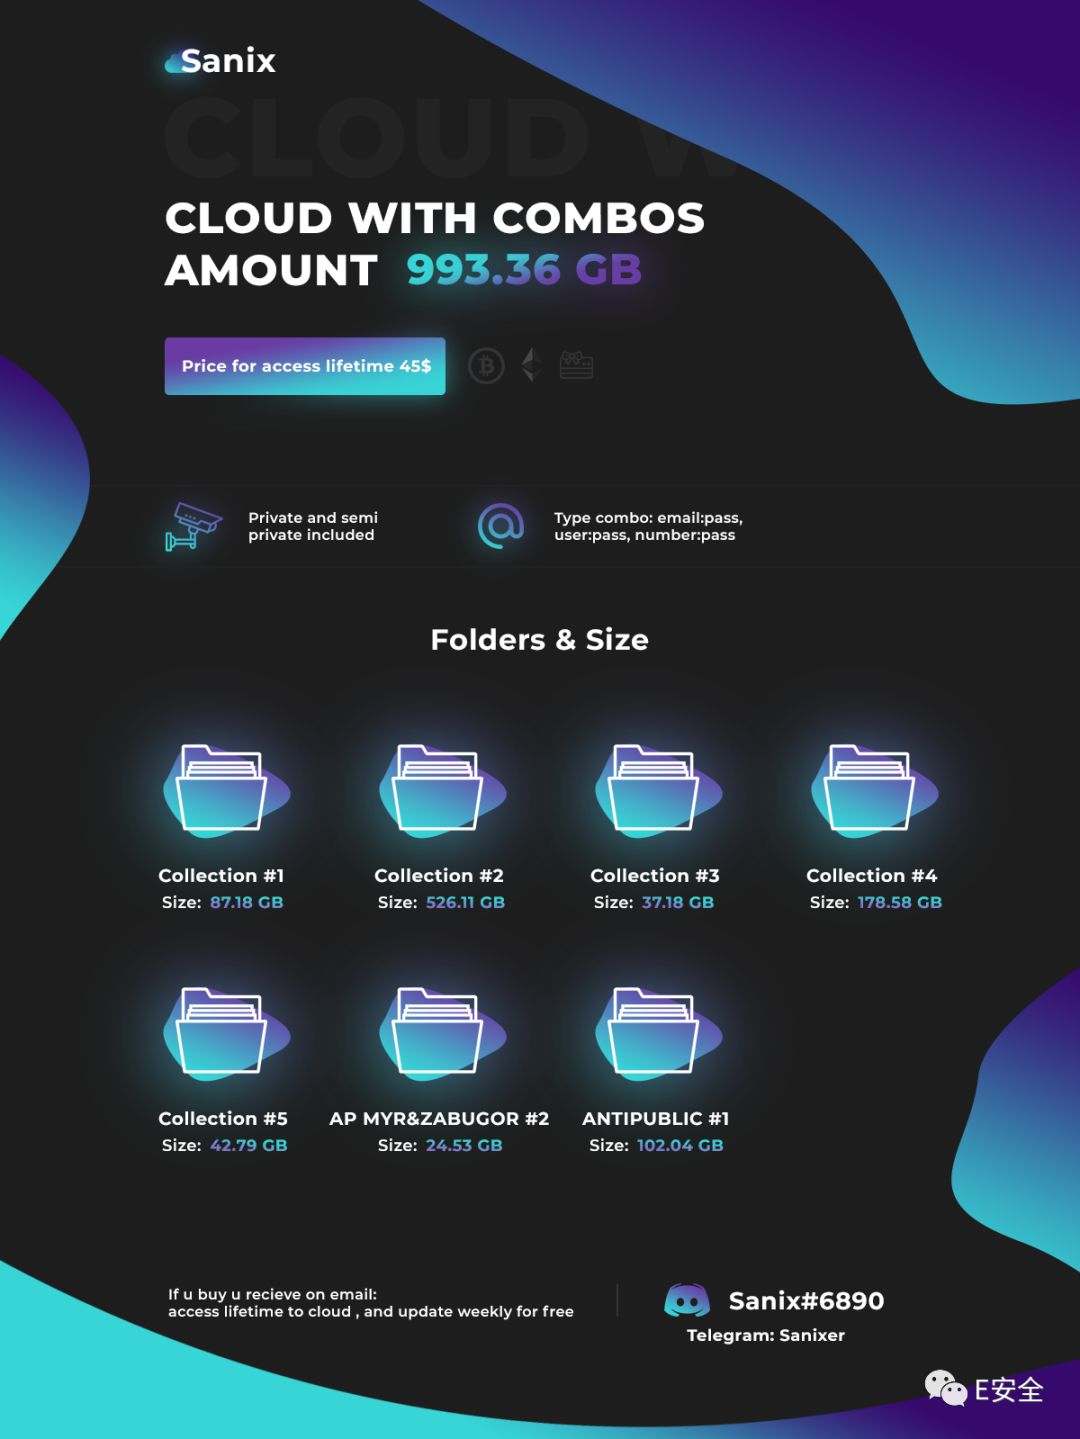 Sanix
CLOUD W
CLOUD WITH COMBOS
AMOUNT 993.36 GB
Price for access lifetime 45$
Private and semi
private included
Type combo: email:pass,
user:pass, number:pass
Folders & Size
Collection #1
Size: 87.18 GB
Collection #2
Size: 526.11 GB
Collection #3
Size: 37.18 GB
Collection #4
Size: 178.58 GB
Collection #5
Size: 42.79 GB
AP MYR&ZABUGOR #2
Size: 24.53 GB
ANTIPUBLIC #1
Size: 102.04 GB
If u buy u recieve on email:
access lifetime to cloud , and update weekly for free
Sanix#6890
Telegram: Sanixer
E安全